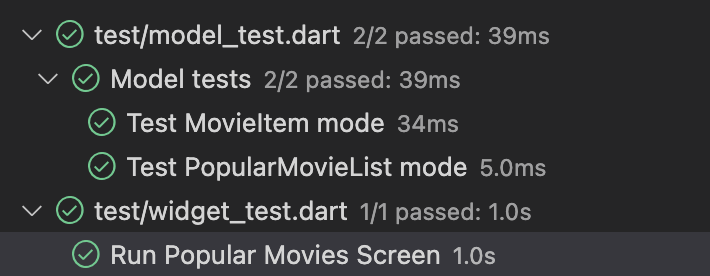 test/model_test.dart 2/2 passed: 39ms
Model tests 2/2 passed: 39ms
Test MovieItem mode 34ms
Test PopularMovieList mode 5.0ms
test/widget_test.dart 1/1 passed: 1.0s
Run Popular Movies Screen 1.0s